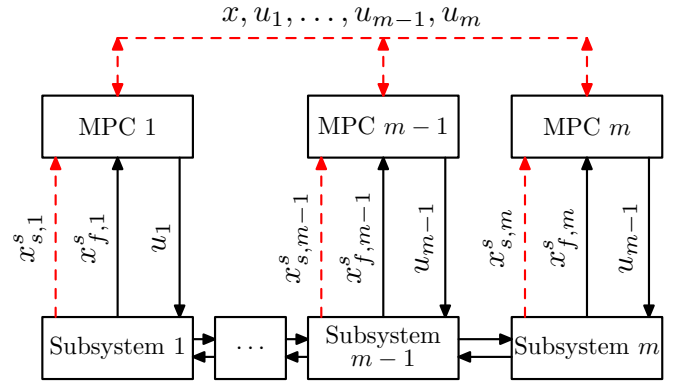 x, u_1, ..., u_{m-1}, u_m
MPC 1
MPC m − 1
MPC m
x^s_{s,1}
x^s_{f,1}
u_1
x^s_{s,m-1}
x^s_{f,m-1}
u_{m-1}
x^s_{s,m}
x^s_{f,m}
u_{m-1}
Subsystem 1
...
Subsystem
m − 1
Subsystem m